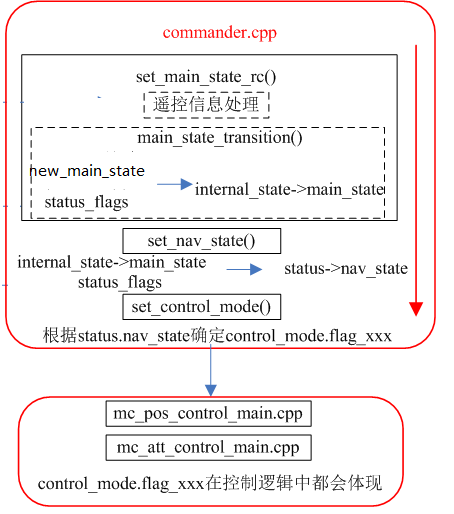 commander.cpp
set_main_state_rc()
遥控信息处理
main_state_transition()
new_main_state
internal_state->main_state
status_flags
set_nav_state()
internal_state->main_state
status->nav_state
status_flags
set_control_mode()
根据status.nav_state确定control_mode.flag_xxx
mc_pos_control_main.cpp
mc_att_control_main.cpp
control_mode.flag_xxx在控制逻辑中都会体现